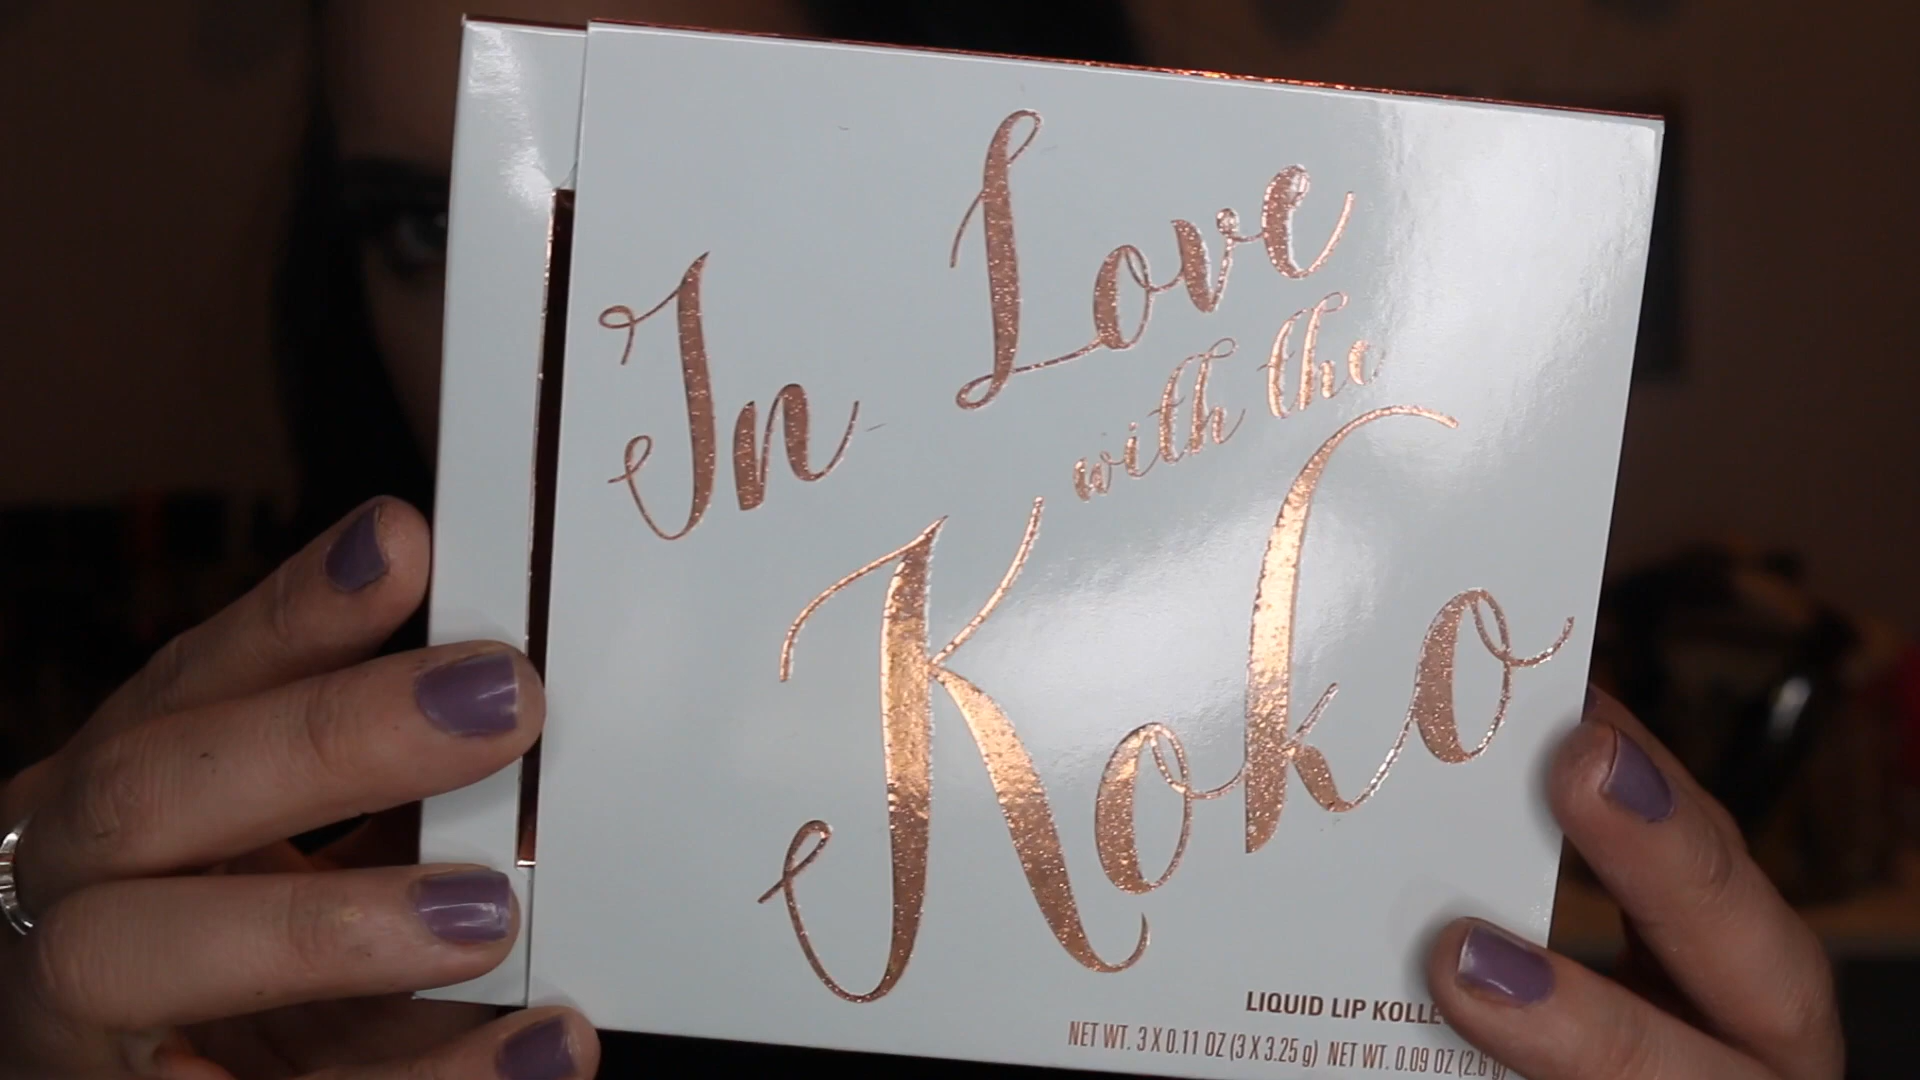 In Love
with the
Koko
LIQUID LIP
NET WT. 3 X 0.11 OZ (3 X 3.25 g) NET WT. 0.09 OZ (2.6 g)